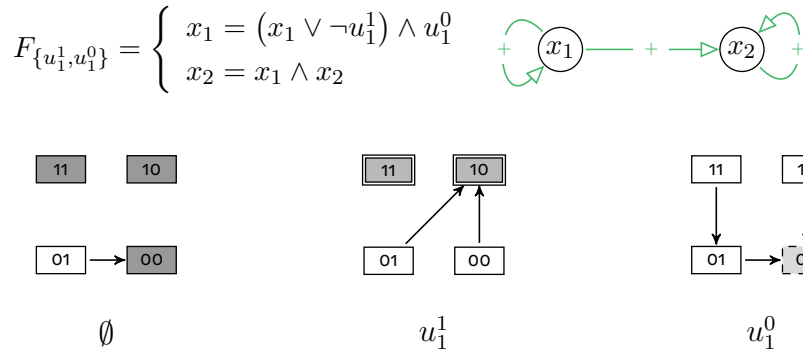 F_{\{u_1^1, u_1^0\}} = { x_1 = (x_1 ∨ ¬u_1^1) ∧ u_1^0
x_2 = x_1 ∧ x_2
+ x_1 + x_2 +
11 10 11 10 11
01 00 01 00 01
∅ u_1^1 u_1^0